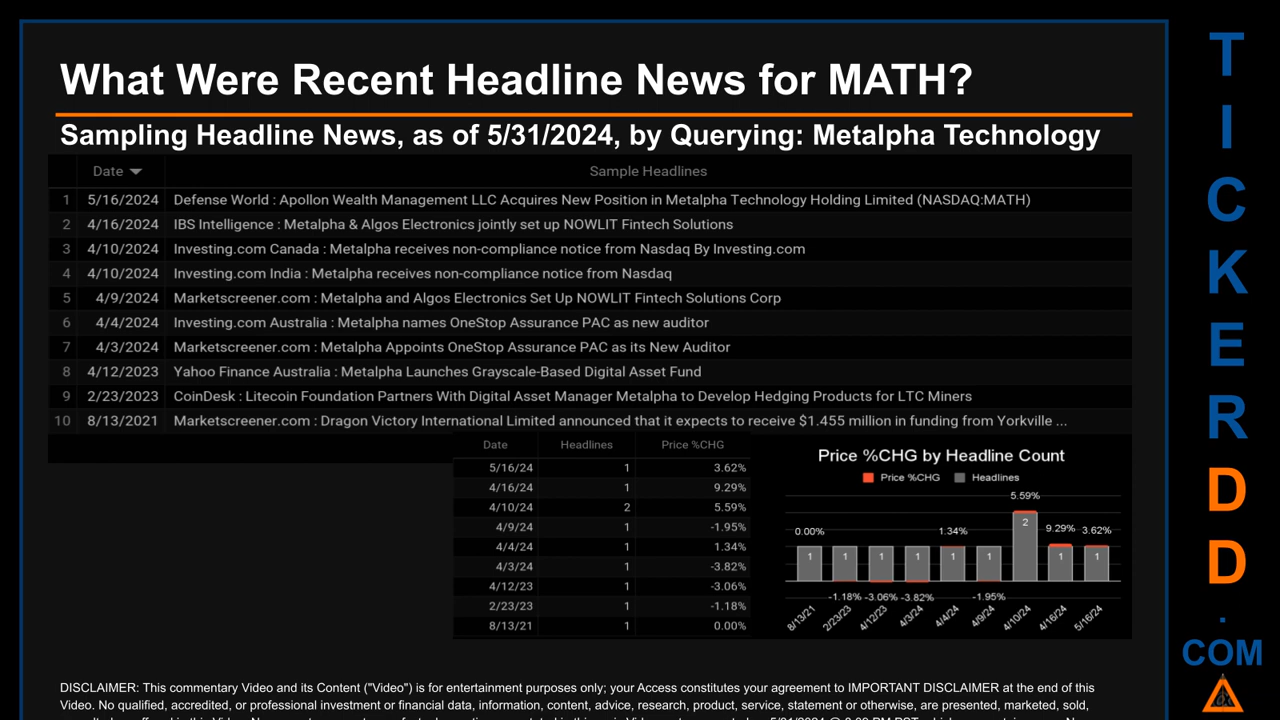 What Were Recent Headline News for MATH?
Sampling Headline News, as of 5/31/2024, by Querying: Metalpha Technology
Date Sample Headlines
1 5/16/2024 Defense World : Apollon Wealth Management LLC Acquires New Position in Metalpha Technology Holding Limited (NASDAQ:MATH)
2 4/16/2024 IBS Intelligence : Metalpha & Algos Electronics jointly set up NOWLIT Fintech Solutions
3 4/10/2024 Investing.com Canada : Metalpha receives non-compliance notice from Nasdaq By Investing.com
4 4/10/2024 Investing.com India : Metalpha receives non-compliance notice from Nasdaq
5 4/9/2024 Marketscreener.com : Metalpha and Algos Electronics Set Up NOWLIT Fintech Solutions Corp
6 4/4/2024 Investing.com Australia : Metalpha names OneStop Assurance PAC as new auditor
7 4/3/2024 Marketscreener.com : Metalpha Appoints OneStop Assurance PAC as its New Auditor
8 4/12/2023 Yahoo Finance Australia : Metalpha Launches Grayscale-Based Digital Asset Fund
9 2/23/2023 CoinDesk : Litecoin Foundation Partners With Digital Asset Manager Metalpha to Develop Hedging Products for LTC Miners
10 8/13/2021 Marketscreener.com : Dragon Victory International Limited announced that it expects to receive $1.455 million in funding from Yorkville ...
Date Headlines Price %CHG
5/16/24 1 3.62%
4/16/24 1 9.29%
4/10/24 2 5.59%
4/9/24 1 -1.95%
4/4/24 1 1.34%
4/3/24 1 -3.82%
4/12/23 1 -3.06%
2/23/23 1 -1.18%
8/13/21 1 0.00%
Price %CHG by Headline Count
Price %CHG Headlines
5.59%
0.00% 1.34% 9.29% 3.62%
2
1 1 1 1 1 1 1 1
-1.18% -3.06% -3.82% -1.95%
8/13/21 2/23/23 4/12/23 4/3/24 4/4/24 4/9/24 4/10/24 4/16/24 5/16/24
DISCLAIMER: This commentary Video and its Content ("Video") is for entertainment purposes only; your Access constitutes your agreement to IMPORTANT DISCLAIMER at the end of this
Video. No qualified, accredited, or professional investment or financial data, information, content, advice, research, product, service, statement or otherwise, are presented, marketed, sold,
T
I
C
K
E
R
D
D
.
COM